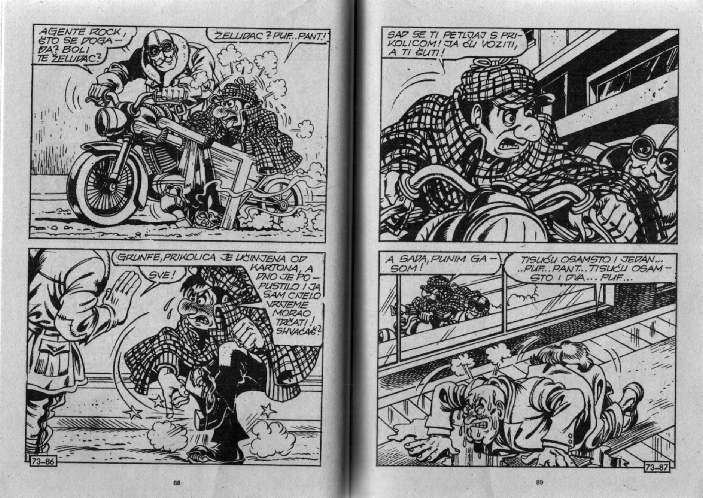 AGENTE ROCK,
ŠTO SE DOGA-
ĐA? BOLI
TE ŽELUDAC?
ŽELUDAC? PUF...PANT!
GRUNFE, PRIKOLICA JE UČINJENA OD
KARTONA, A
DNO JE PO-
PUSTILO I JA
SAM CIJELO
VRIJEME
MORAO
TRČATI!
SHVAĆAŠ?
SVE!
73-86
88
SAD SE TI PETLJAJ S PRI-
KOLICOM! JA ĆU VOZITI,
A TI ŠUTI!
A SADA, PUNIM GA-
SOM!
TISUĆU OSAMSTO I JEDAN...
...PUF...PANT...TISUĆU OSAM-
STO I DVA... PUF...
73-87
89